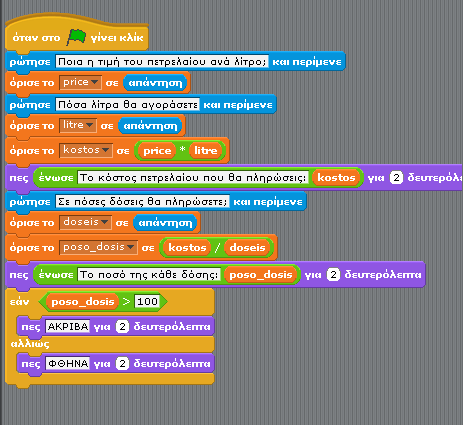 όταν στο γίνει κλικ
ρώτησε Ποια η τιμή του πετρελαίου ανά λίτρο; και περίμενε
όρισε το price σε απάντηση
ρώτησε Πόσα λίτρα θα αγοράσετε και περίμενε
όρισε το litre σε απάντηση
όρισε το kostos σε price * litre
πες ένωσε Το κόστος πετρελαίου που θα πληρώσεις: kostos για 2 δευτερόλ
ρώτησε Σε πόσες δόσεις θα πληρώσετε; και περίμενε
όρισε το doseis σε απάντηση
όρισε το poso_dosis σε kostos / doseis
πες ένωσε Το ποσό της κάθε δόσης: poso_dosis για 2 δευτερόλεπτα
εάν poso_dosis > 100
πες ΑΚΡΙΒΑ για 2 δευτερόλεπτα
αλλιώς
πες ΦΘΗΝΑ για 2 δευτερόλεπτα